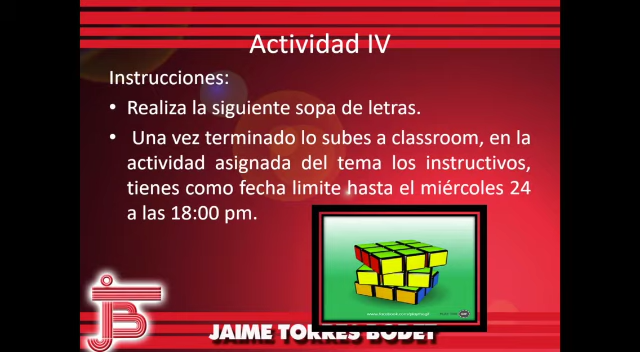 Actividad IV
Instrucciones:
• Realiza la siguiente sopa de letras.
• Una vez terminado lo subes a classroom, en la
actividad asignada del tema los instructivos,
tienes como fecha limite hasta el miércoles 24
a las 18:00 pm.
JAIME TORRES BODET